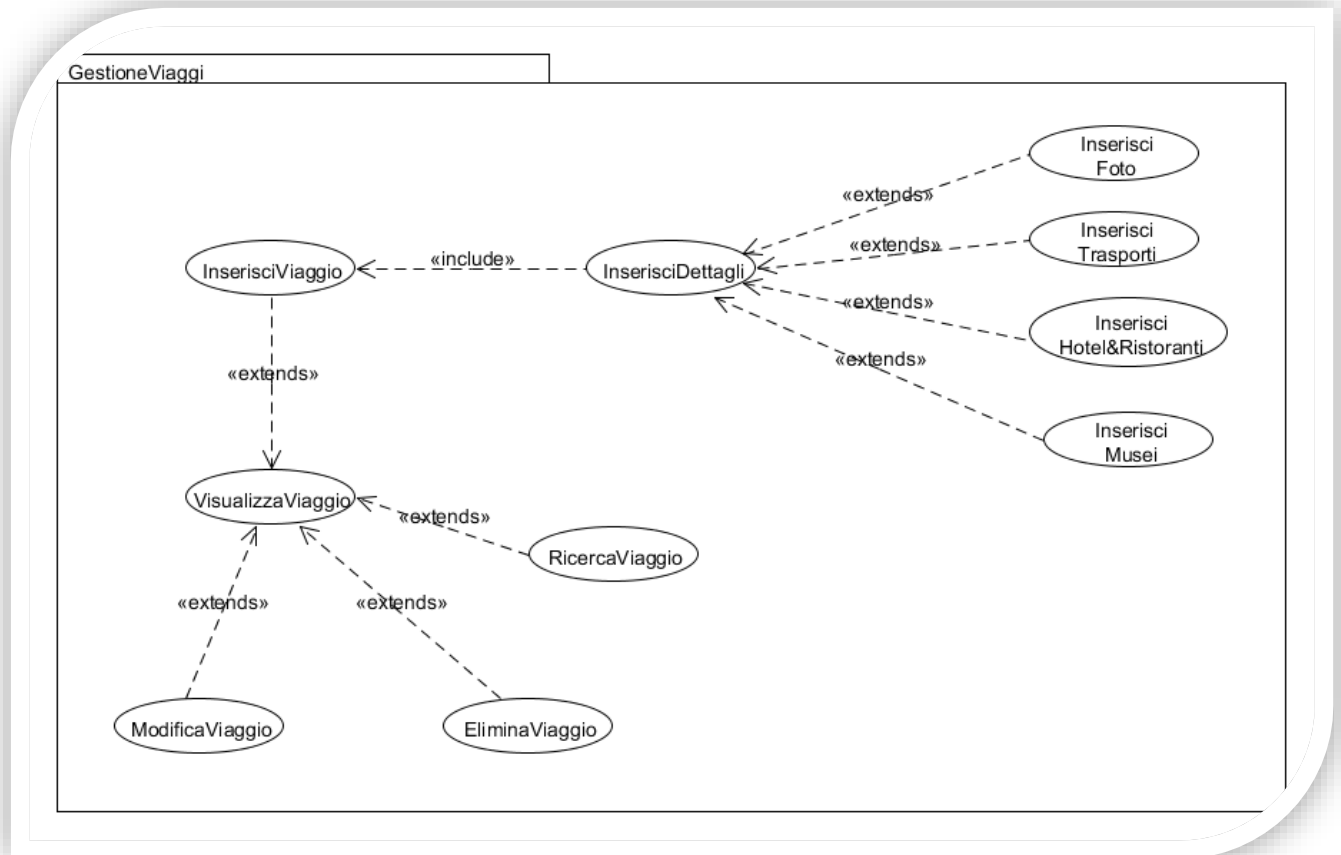 GestioneViaggi
Inserisci
Foto
«extends»
Inserisci
Trasporti
«extends»
InserisciViaggio
«include»
InserisciDettagli
Inserisci
Hotel&Ristoranti
«extends»
«extends»
Inserisci
Musei
«extends»
VisualizzaViaggio
«extends»
RicercaViaggio
«extends»
«extends»
ModificaViaggio
EliminaViaggio